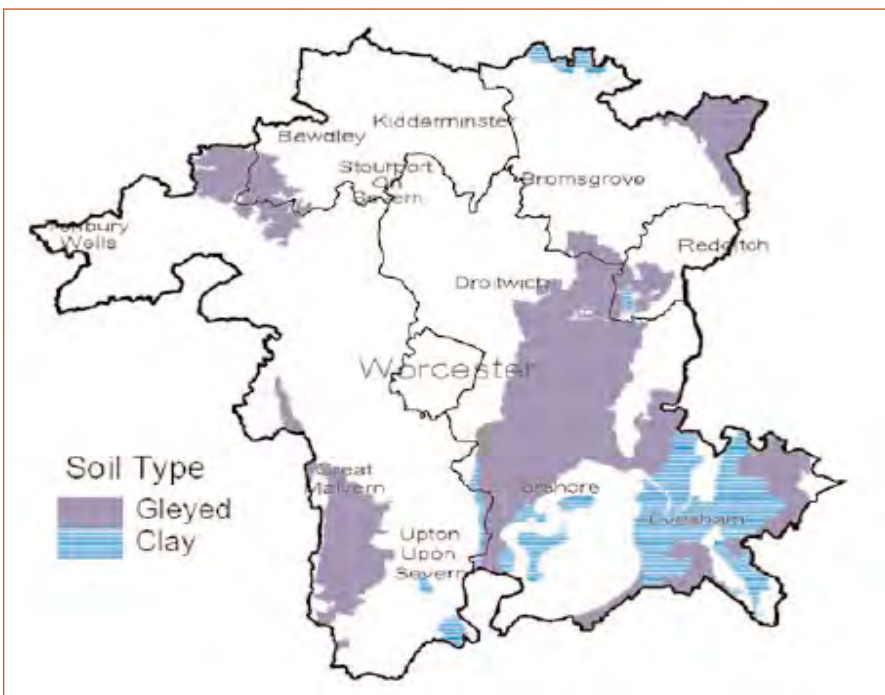 Kidderminster
Bewdley
Stourport
On
Severn
Bromsgrove
Wells
Redditch
Droitwich
Worcester
Soil Type
Gleyed
Clay
Great
Malvern
Upton
Upon
Severn
Evesham